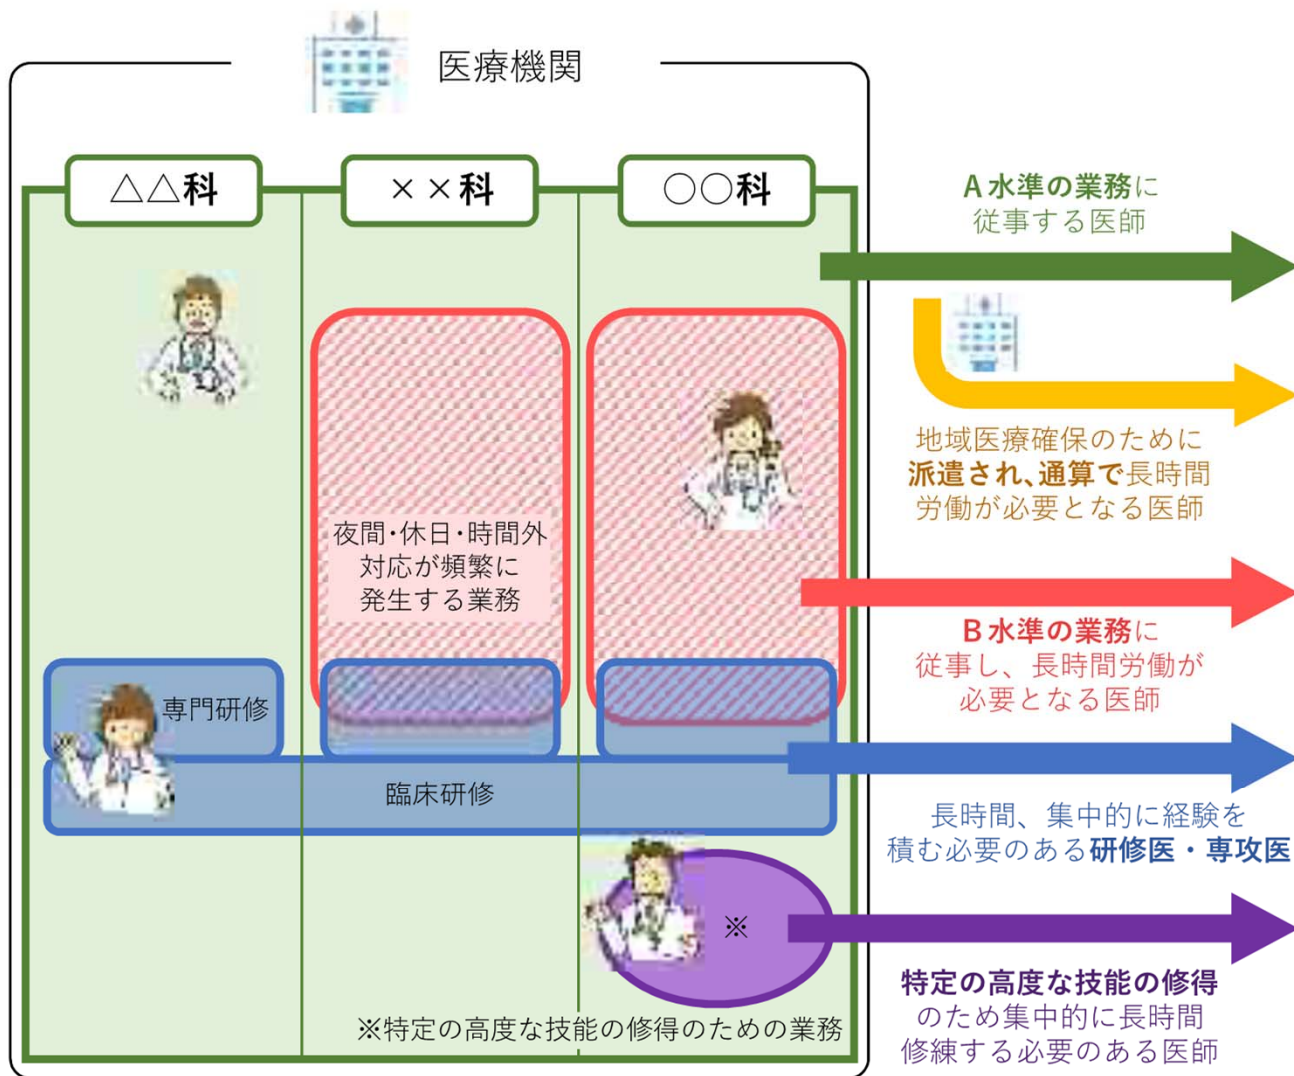 医療機関
△△科
××科
○○科
夜間・休日・時間外
対応が頻繁に
発生する業務
専門研修
臨床研修
※
※特定の高度な技能の修得のための業務
A水準の業務に
従事する医師
地域医療確保のために
派遣され、通算で長時間
労働が必要となる医師
B水準の業務に
従事し、長時間労働が
必要となる医師
長時間、集中的に経験を
積む必要のある研修医・専攻医
特定の高度な技能の修得
のため集中的に長時間
修練する必要のある医師